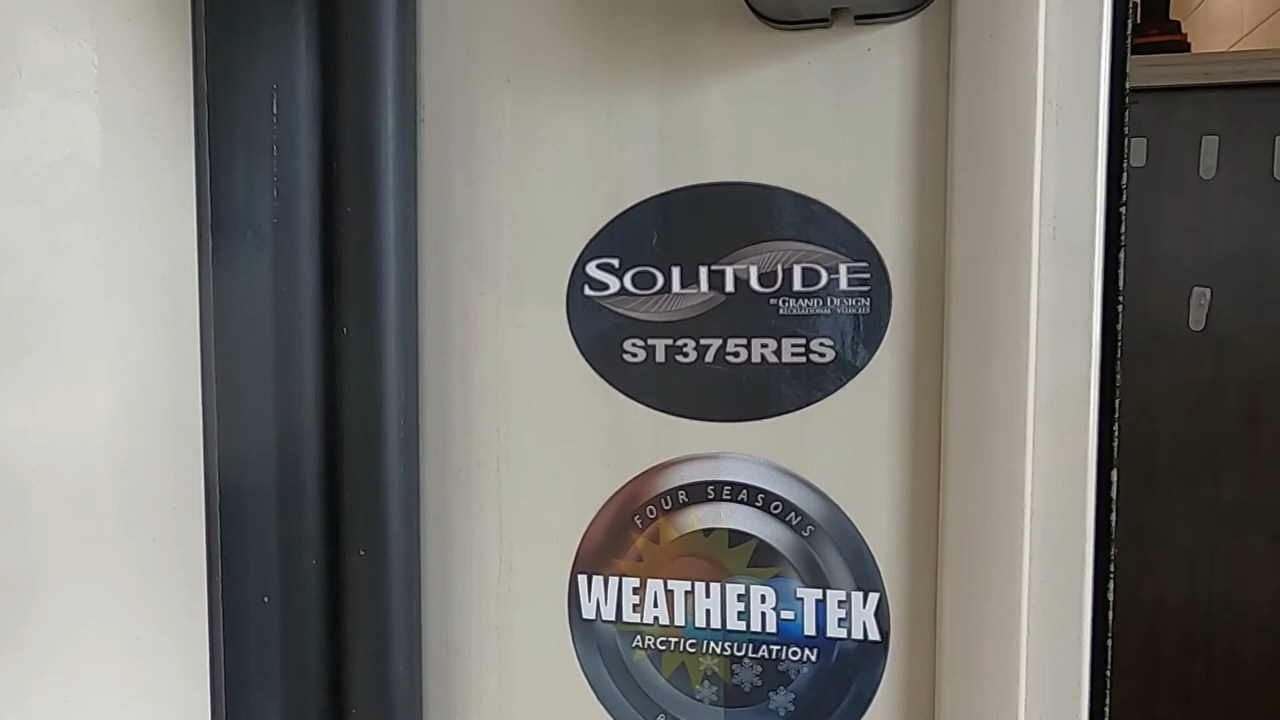 SOLITUDE
BY GRAND DESIGN
RECREATIONAL VEHICLES
ST375RES
FOUR SEASONS
WEATHER-TEK
ARCTIC INSULATION